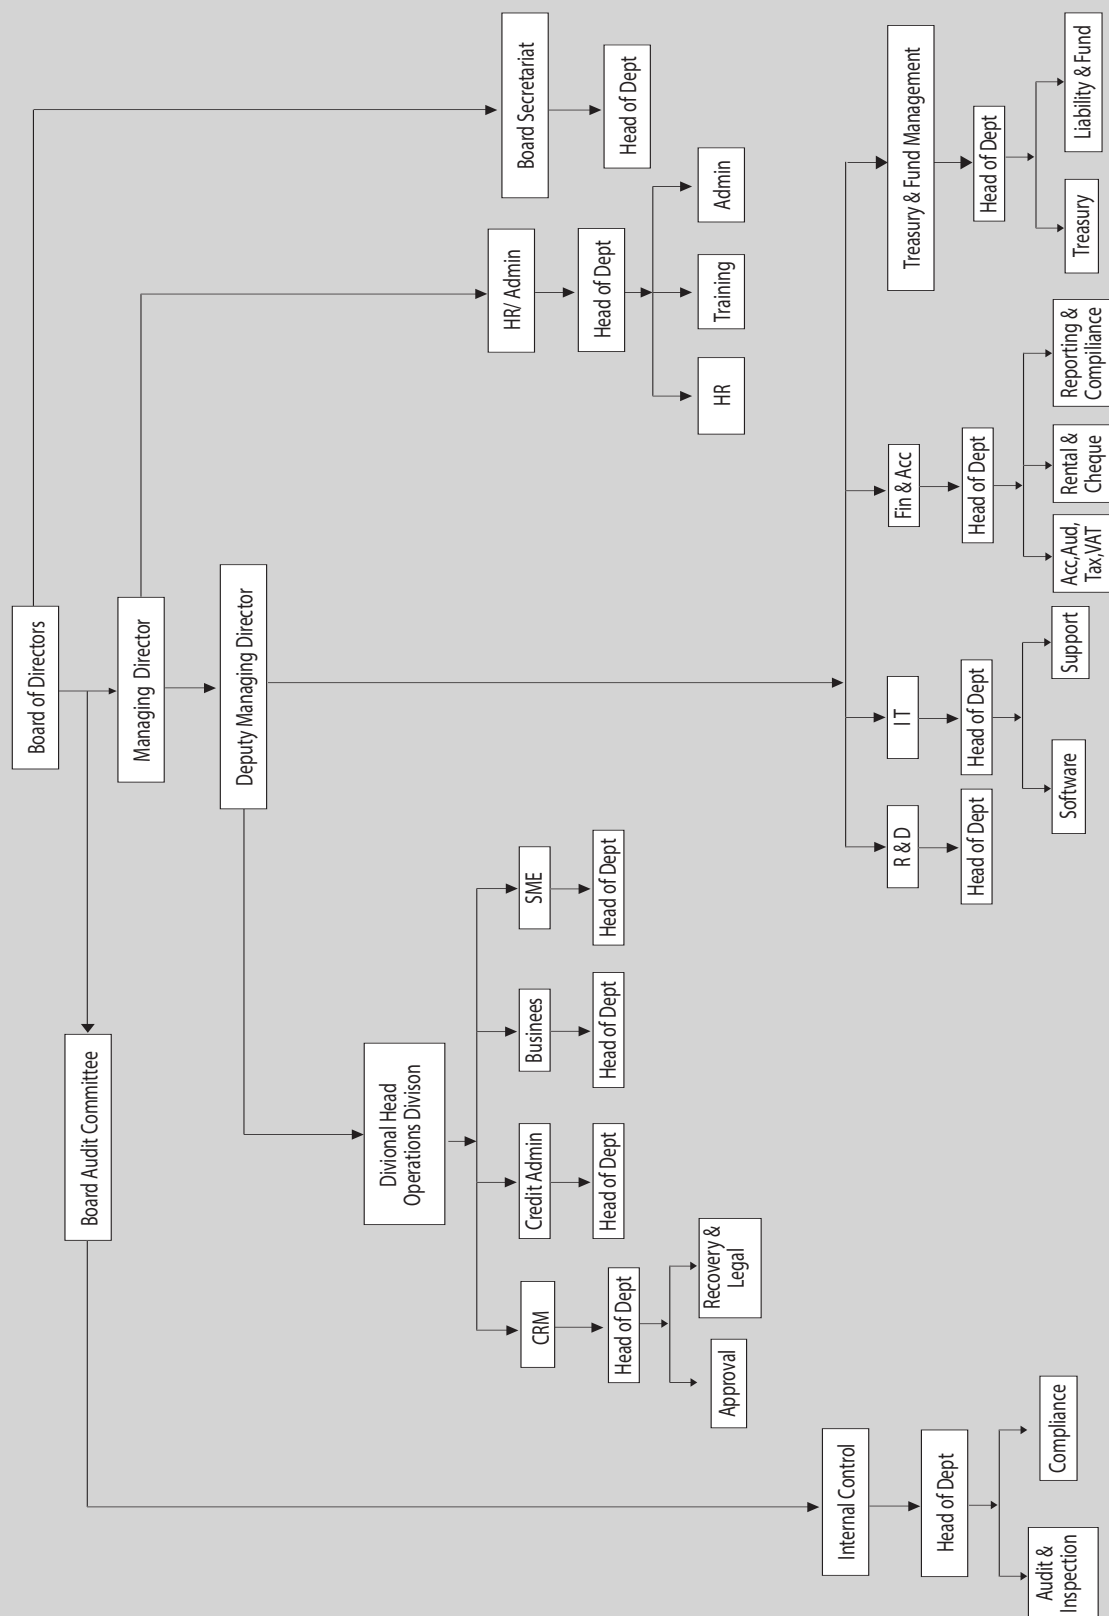 Board of Directors
Board Audit Committee
Managing Director
Deputy Managing Director
Divional Head
Operations Divison
HR/ Admin
Board Secretariat
CRM
Credit Admin
Businees
SME
Head of Dept
Head of Dept
Head of Dept
Head of Dept
Head of Dept
Head of Dept
Approval
Recovery &
Legal
HR
Training
Admin
Internal Control
R & D
I T
Fin & Acc
Treasury & Fund Management
Head of Dept
Head of Dept
Head of Dept
Head of Dept
Head of Dept
Audit &
Inspection
Compliance
Software
Support
Acc,Aud,
Tax,VAT
Rental &
Cheque
Reporting &
Compiliance
Treasury
Liability & Fund